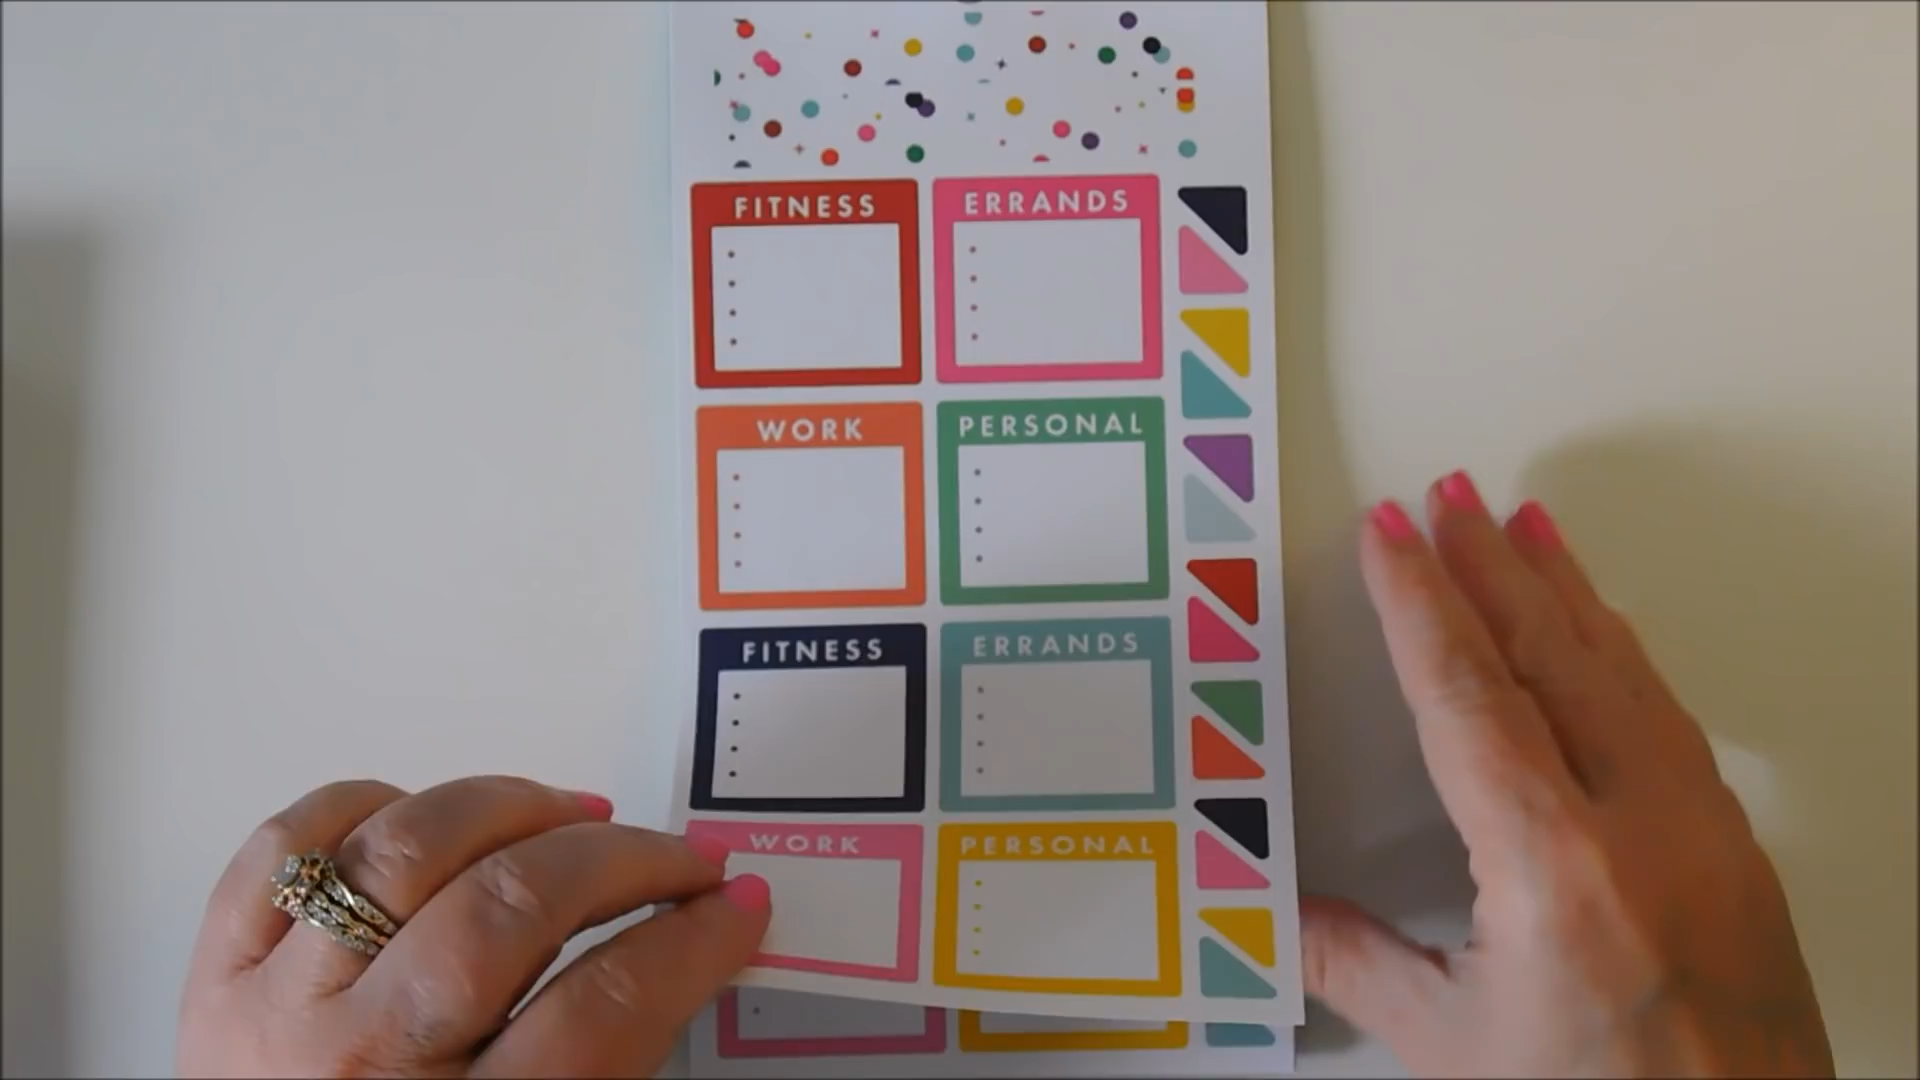 FITNESS
ERRANDS
WORK
PERSONAL
FITNESS
ERRANDS
WORK
PERSONAL